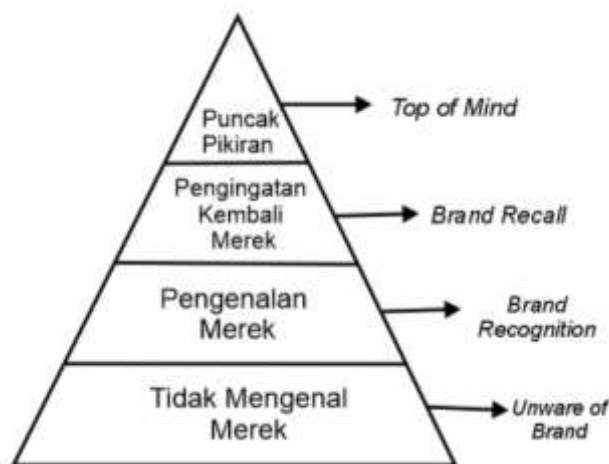 Puncak
Pikiran
Top of Mind
Pengingatan
Kembali
Merek
Brand Recall
Pengenalan
Merek
Brand
Recognition
Tidak Mengenal
Merek
Unware of
Brand